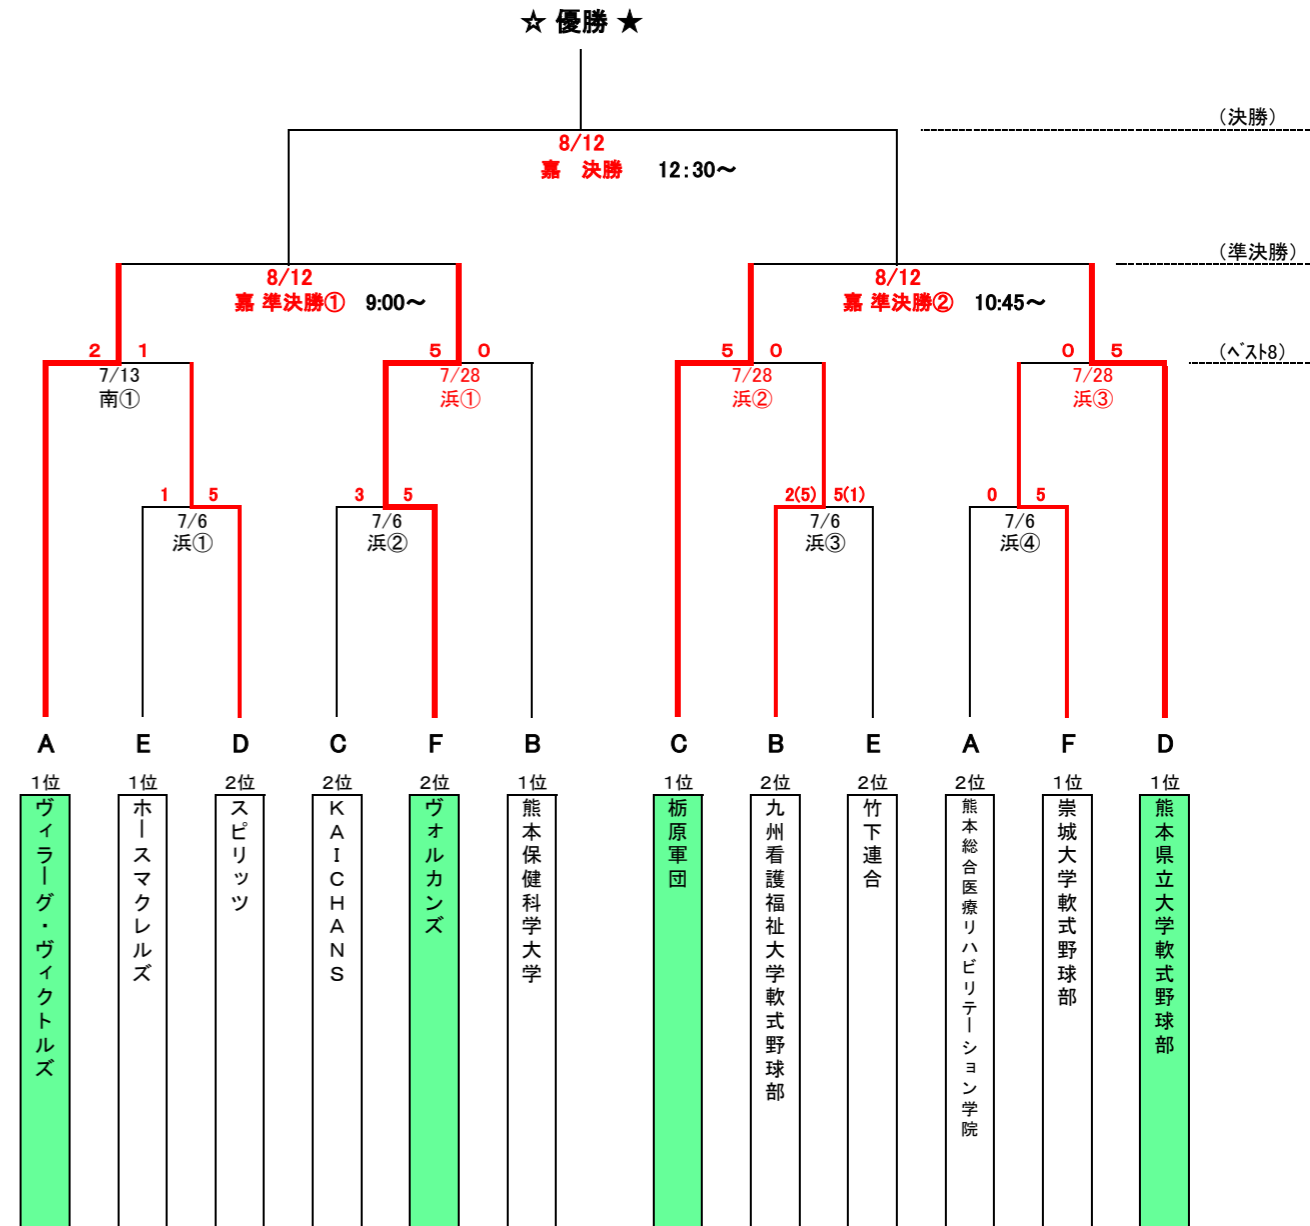 ☆ 優勝 ★
(決勝)
8/12
嘉 決勝 12:30～
(準決勝)
8/12
嘉 準決勝① 9:00～
8/12
嘉 準決勝② 10:45～
(ベスト8)
2 1
7/13
南①
5 0
7/28
浜①
5 0
7/28
浜②
0 5
7/28
浜③
1 5
7/6
浜①
3 5
7/6
浜②
2(5) 5(1)
7/6
浜③
0 5
7/6
浜④
A E D C F B C B E A F D
1位 1位 2位 2位 2位 1位 1位 2位 2位 2位 1位 1位
ヴィラーグ・ヴィクトルズ
ホースマクレルズ
スピリッツ
KAICHANS
ヴォルカンズ
熊本保健科学大学
栃原軍団
九州看護福祉大学軟式野球部
竹下連合
熊本総合医療リハビリテーション学院
崇城大学軟式野球部
熊本県立大学軟式野球部